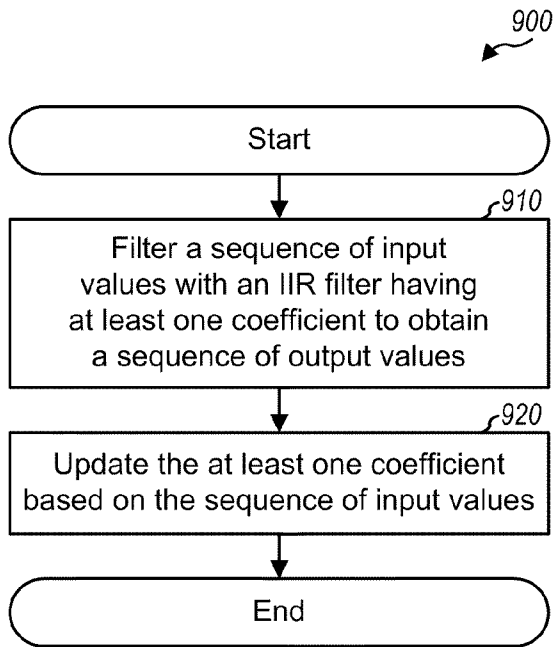 900
Start
910
Filter a sequence of input
values with an IIR filter having
at least one coefficient to obtain
a sequence of output values
920
Update the at least one coefficient
based on the sequence of input values
End